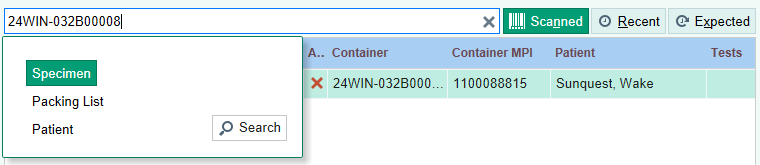 24WIN-032B00008 Scanned Recent Expected
A.. Container Container MPI Patient Tests
Specimen 24WIN-032B000... 1100088815 Sunquest, Wake
Packing List
Patient Search